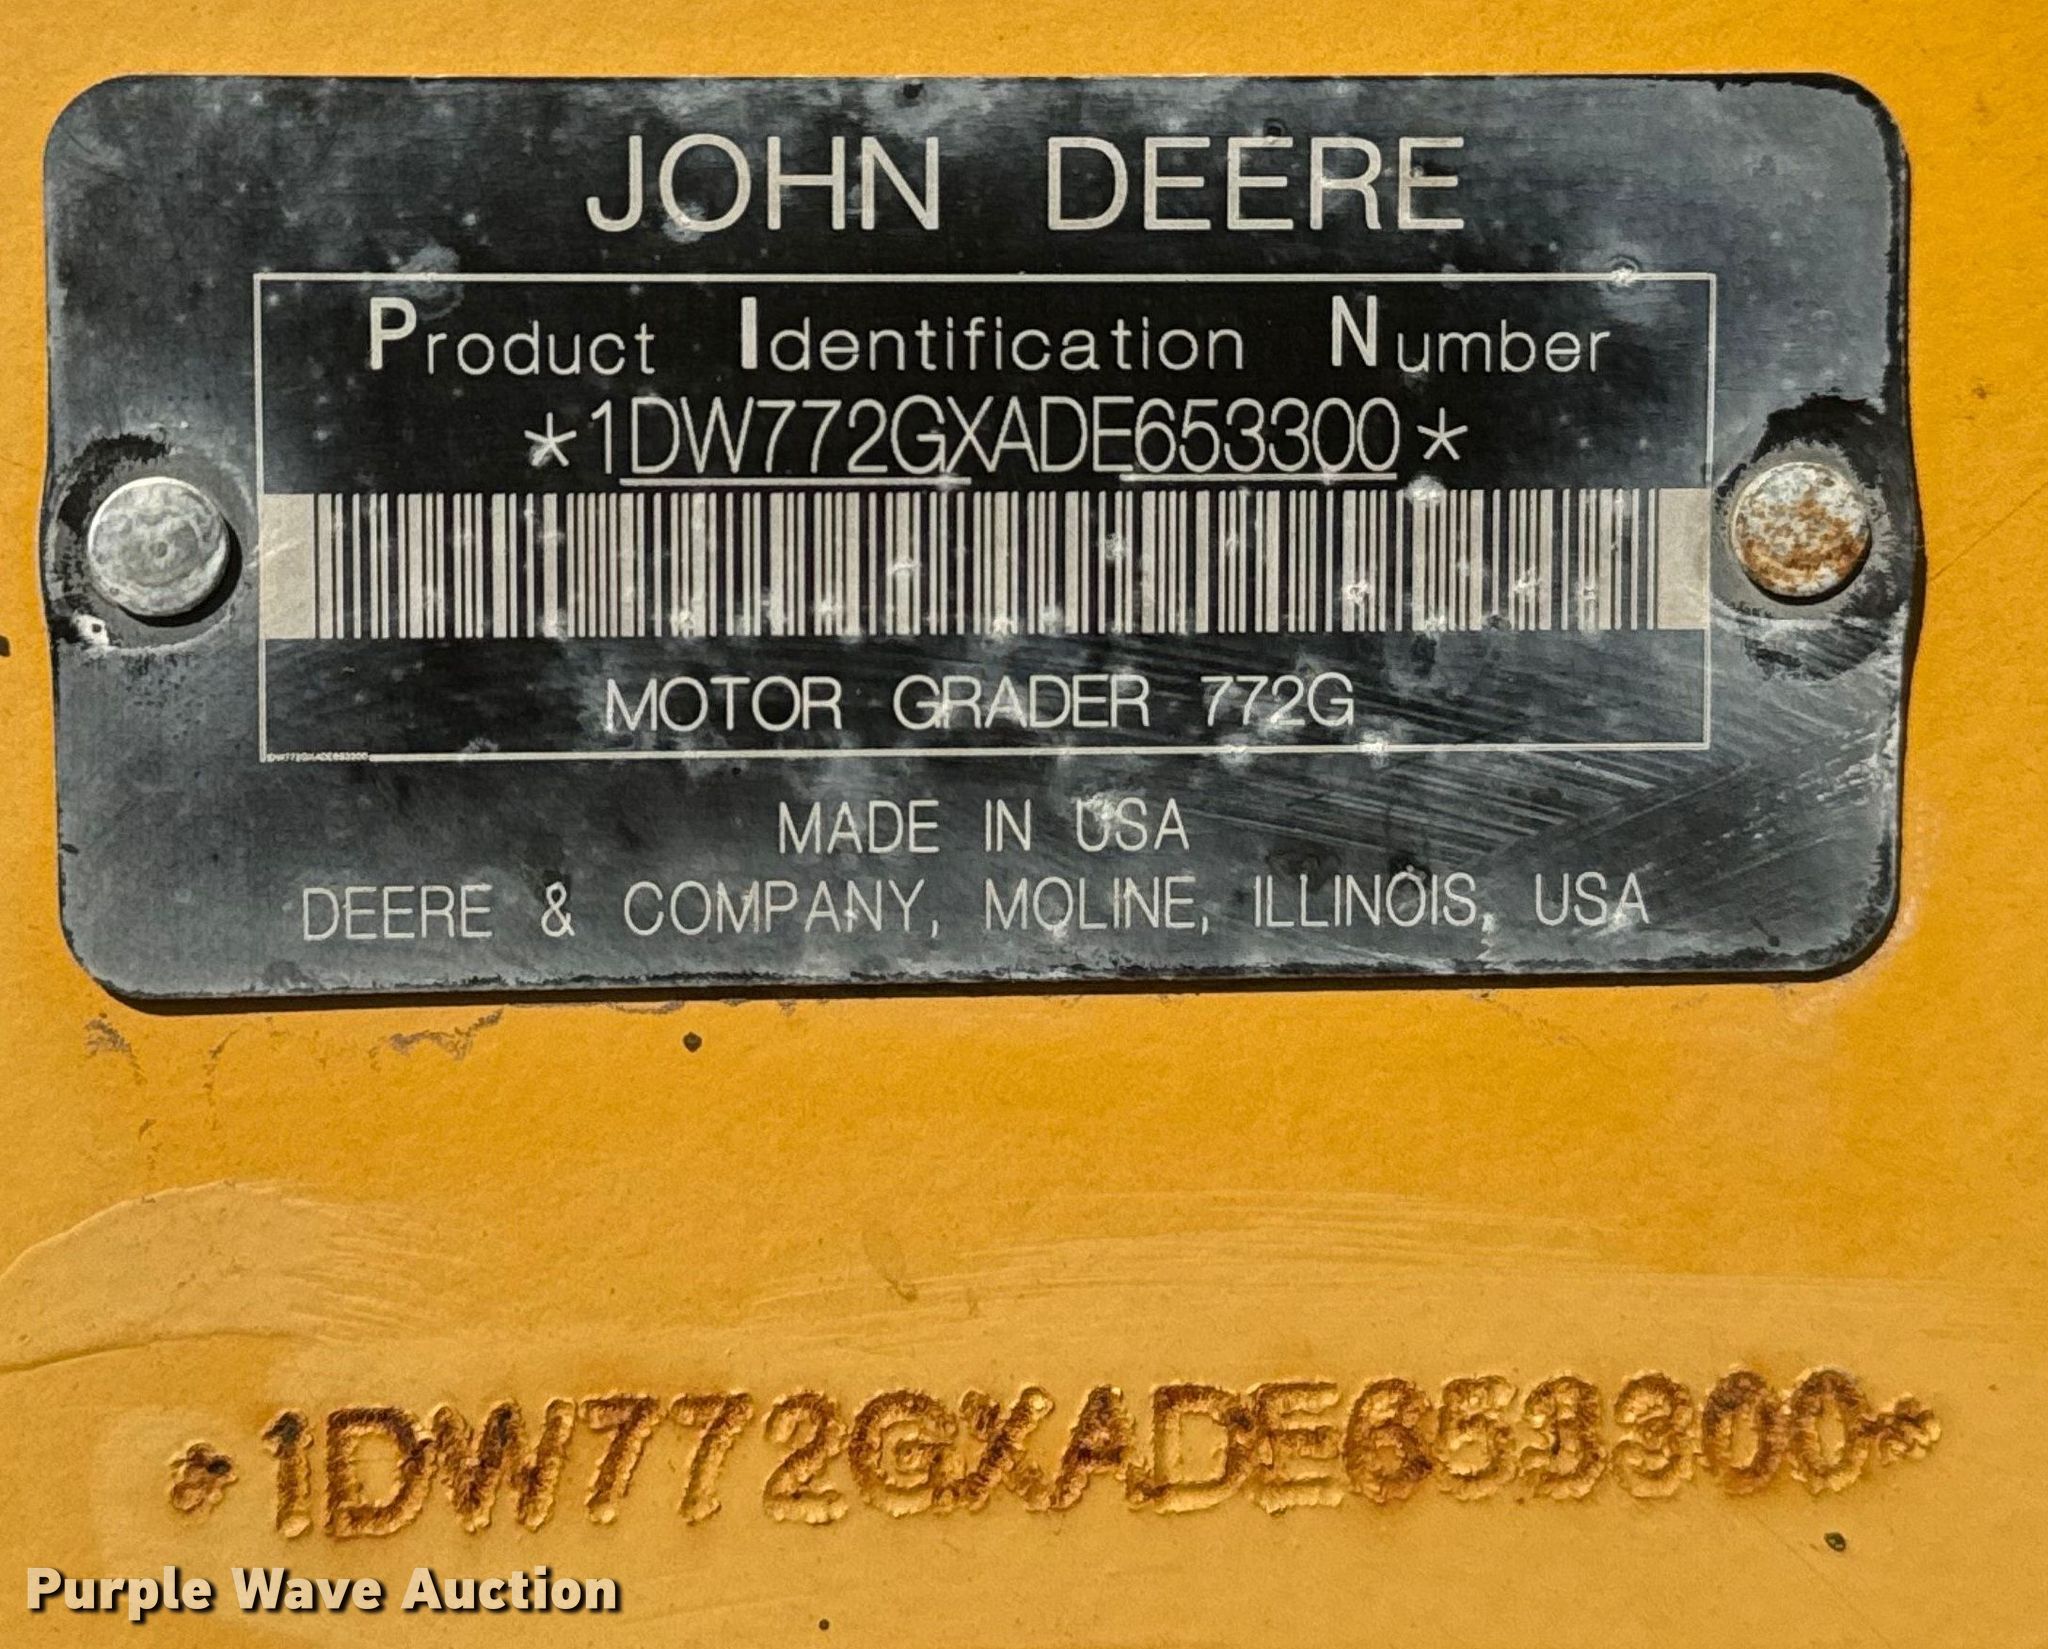 JOHN DEERE
Product Identification Number
*1DW772GXADE653300*
MOTOR GRADER 772G
1DW772GXADE653300
MADE IN USA
DEERE & COMPANY, MOLINE, ILLINOIS, USA
*1DW772GXADE653300*
Purple Wave Auction